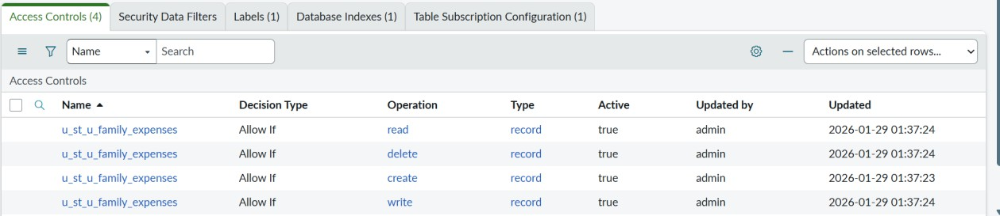 Access Controls (4) Security Data Filters Labels (1) Database Indexes (1) Table Subscription Configuration (1)
Name Search Actions on selected rows...
Access Controls
Name Decision Type Operation Type Active Updated by Updated
u_st_u_family_expenses Allow If read record true admin 2026-01-29 01:37:24
u_st_u_family_expenses Allow If delete record true admin 2026-01-29 01:37:24
u_st_u_family_expenses Allow If create record true admin 2026-01-29 01:37:23
u_st_u_family_expenses Allow If write record true admin 2026-01-29 01:37:24